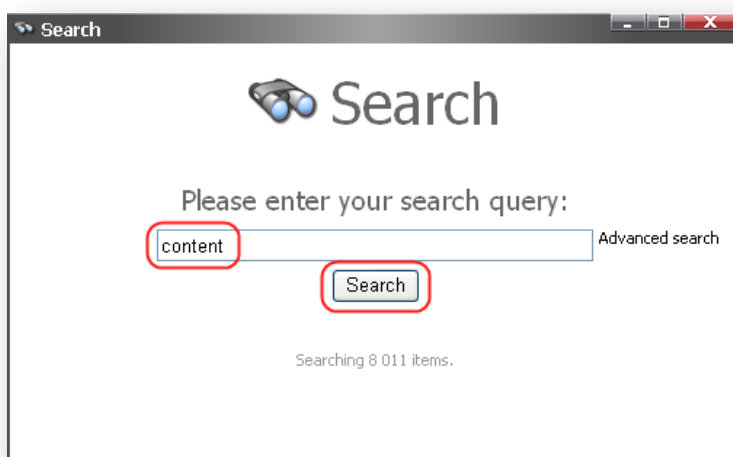 Search
Search
Please enter your search query:
content
Advanced search
Search
Searching 8 011 items.